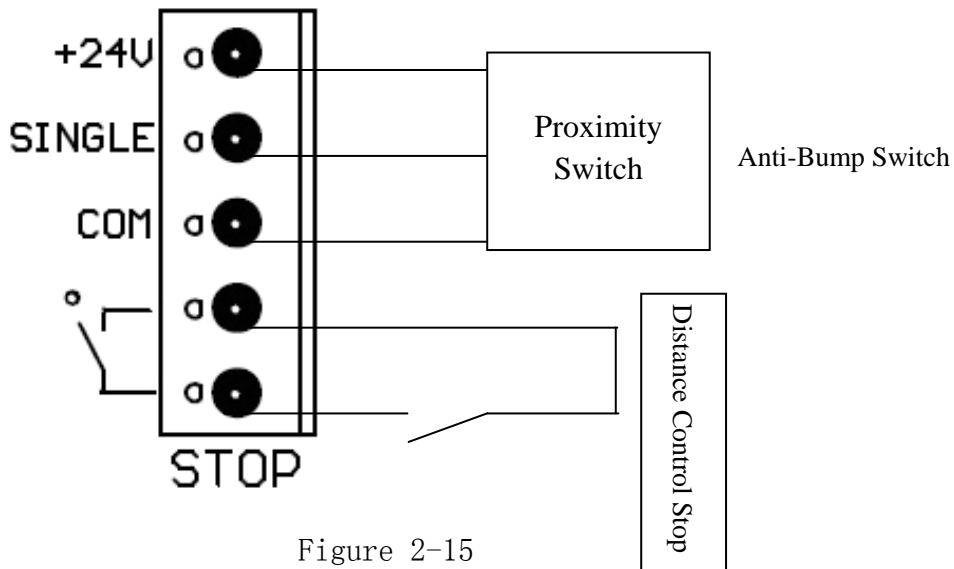 +24V
SINGLE
COM
STOP
Proximity
Switch
Anti-Bump Switch
Distance Control Stop
Figure 2-15